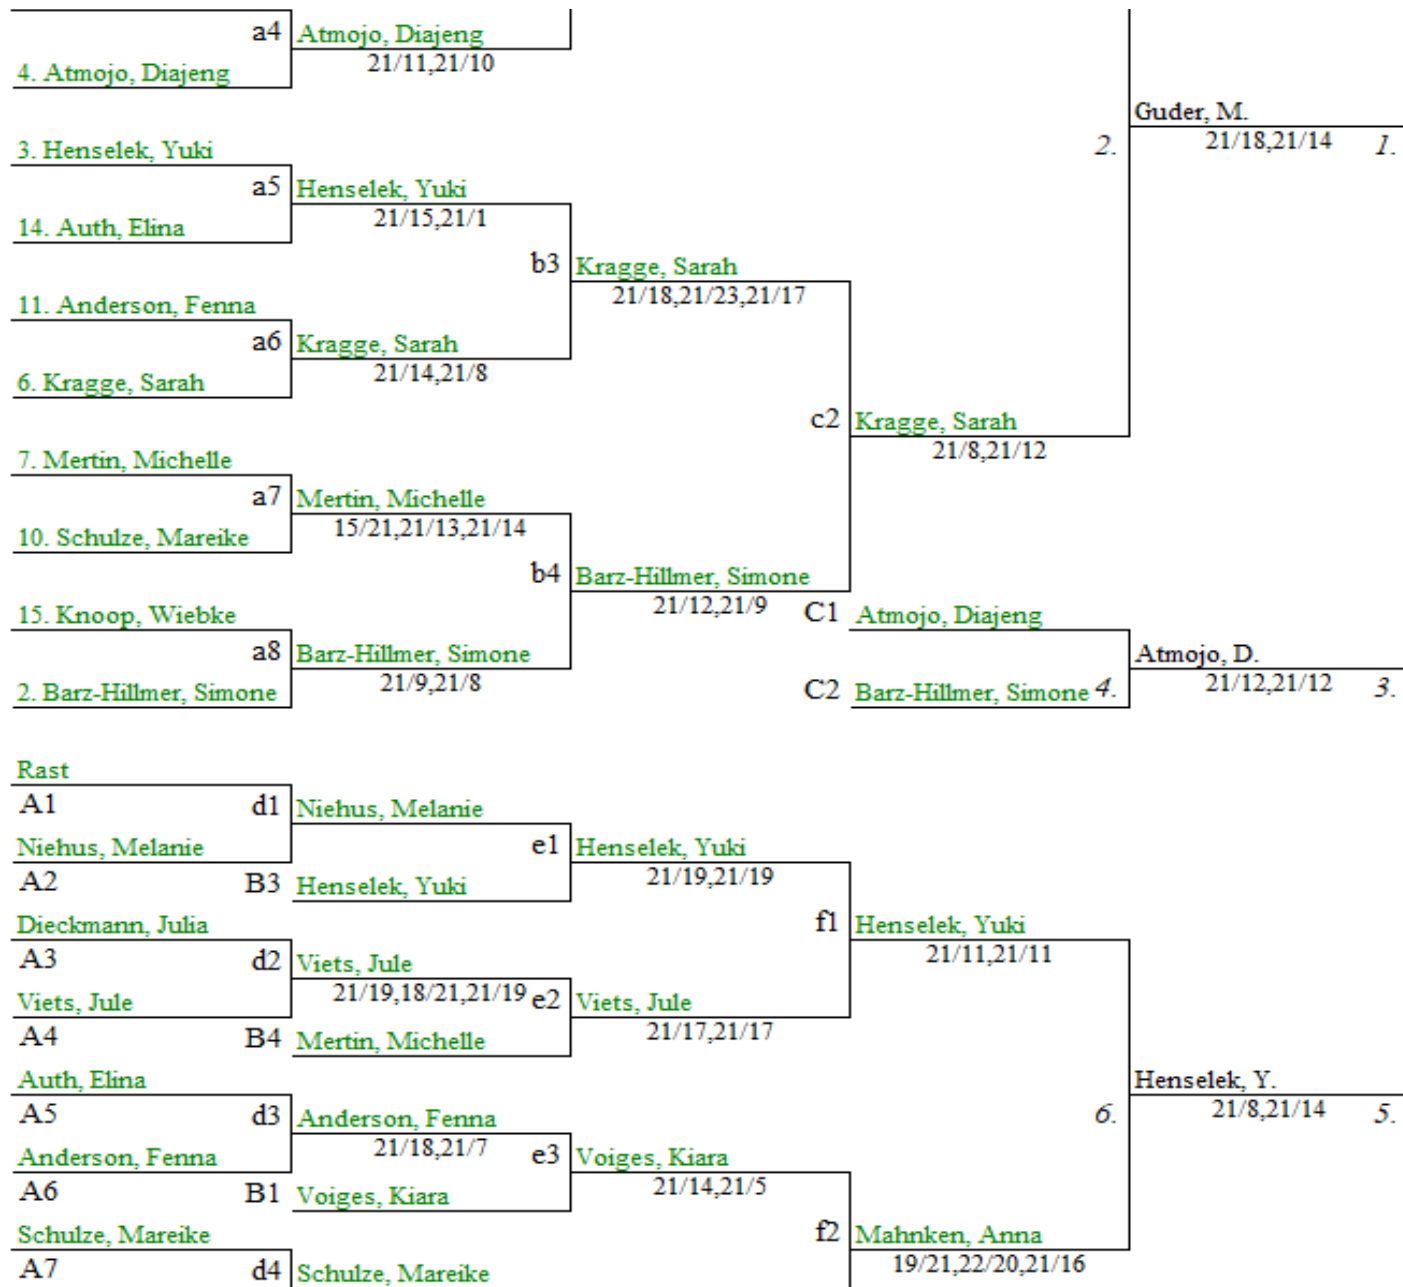 a4 Atmojo, Diajeng
21/11,21/10
4. Atmojo, Diajeng
Guder, M.
2. 21/18,21/14 1.
3. Henselek, Yuki
a5 Henselek, Yuki
21/15,21/1
14. Auth, Elina
b3 Kragge, Sarah
21/18,21/23,21/17
11. Anderson, Fenna
a6 Kragge, Sarah
21/14,21/8
6. Kragge, Sarah
c2 Kragge, Sarah
21/8,21/12
7. Mertin, Michelle
a7 Mertin, Michelle
15/21,21/13,21/14
10. Schulze, Mareike
b4 Barz-Hillmer, Simone
21/12,21/9
15. Knoop, Wiebke
C1 Atmojo, Diajeng
a8 Barz-Hillmer, Simone
21/9,21/8
Atmojo, D.
21/12,21/12 3.
2. Barz-Hillmer, Simone
C2 Barz-Hillmer, Simone 4.
Rast
A1 d1 Niehus, Melanie
Niehus, Melanie
e1 Henselek, Yuki
21/19,21/19
A2 B3 Henselek, Yuki
Dieckmann, Julia
f1 Henselek, Yuki
21/11,21/11
A3 d2 Viets, Jule
21/19,18/21,21/19
Viets, Jule
e2 Viets, Jule
21/17,21/17
A4 B4 Mertin, Michelle
Auth, Elina
Henselek, Y.
6. 21/8,21/14 5.
A5 d3 Anderson, Fenna
21/18,21/7
Anderson, Fenna
e3 Voiges, Kiara
21/14,21/5
A6 B1 Voiges, Kiara
Schulze, Mareike
f2 Mahnken, Anna
19/21,22/20,21/16
A7 d4 Schulze, Mareike